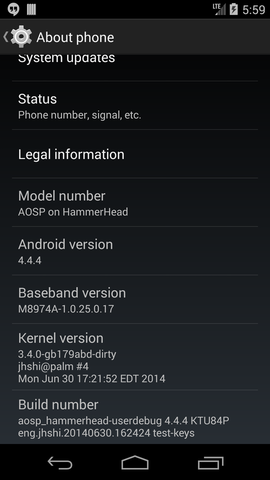 LTE 5:59
About phone
System updates
Status
Phone number, signal, etc.
Legal information
Model number
AOSP on HammerHead
Android version
4.4.4
Baseband version
M8974A-1.0.25.0.17
Kernel version
3.4.0-gb179abd-dirty
jhshi@palm #4
Mon Jun 30 17:21:52 EDT 2014
Build number
aosp_hammerhead-userdebug 4.4.4 KTU84P
eng.jhshi.20140630.162424 test-keys